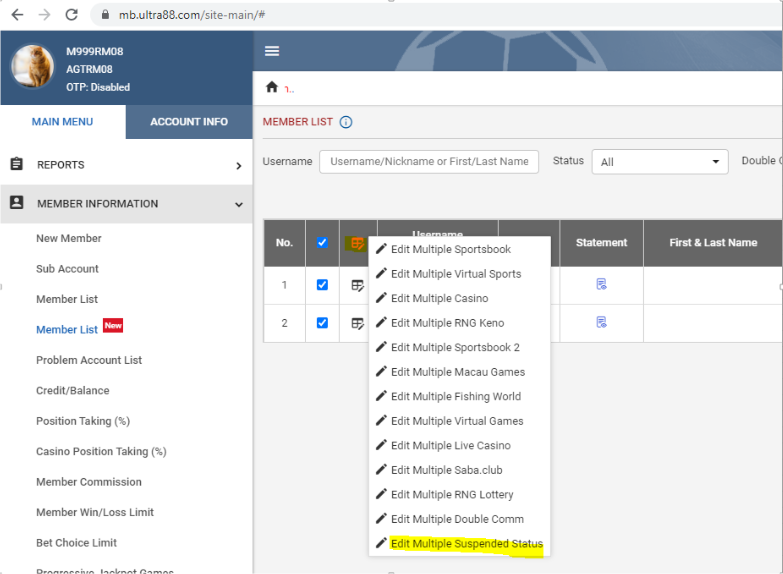 mb.ultra88.com/site-main/#
M999RM08
AGTRM08
OTP: Disabled
MAIN MENU
ACCOUNT INFO
REPORTS
MEMBER INFORMATION
New Member
Sub Account
Member List
Member List New
Problem Account List
Credit/Balance
Position Taking (%)
Casino Position Taking (%)
Member Commission
Member Win/Loss Limit
Bet Choice Limit
Progressive Jackpot Games
MEMBER LIST
Username
Username/Nickname or First/Last Name
Status
All
Double
No.
Username
Statement
First & Last Name
1
2
Edit Multiple Sportsbook
Edit Multiple Virtual Sports
Edit Multiple Casino
Edit Multiple RNG Keno
Edit Multiple Sportsbook 2
Edit Multiple Macau Games
Edit Multiple Fishing World
Edit Multiple Virtual Games
Edit Multiple Live Casino
Edit Multiple Saba.club
Edit Multiple RNG Lottery
Edit Multiple Double Comm
Edit Multiple Suspended Status